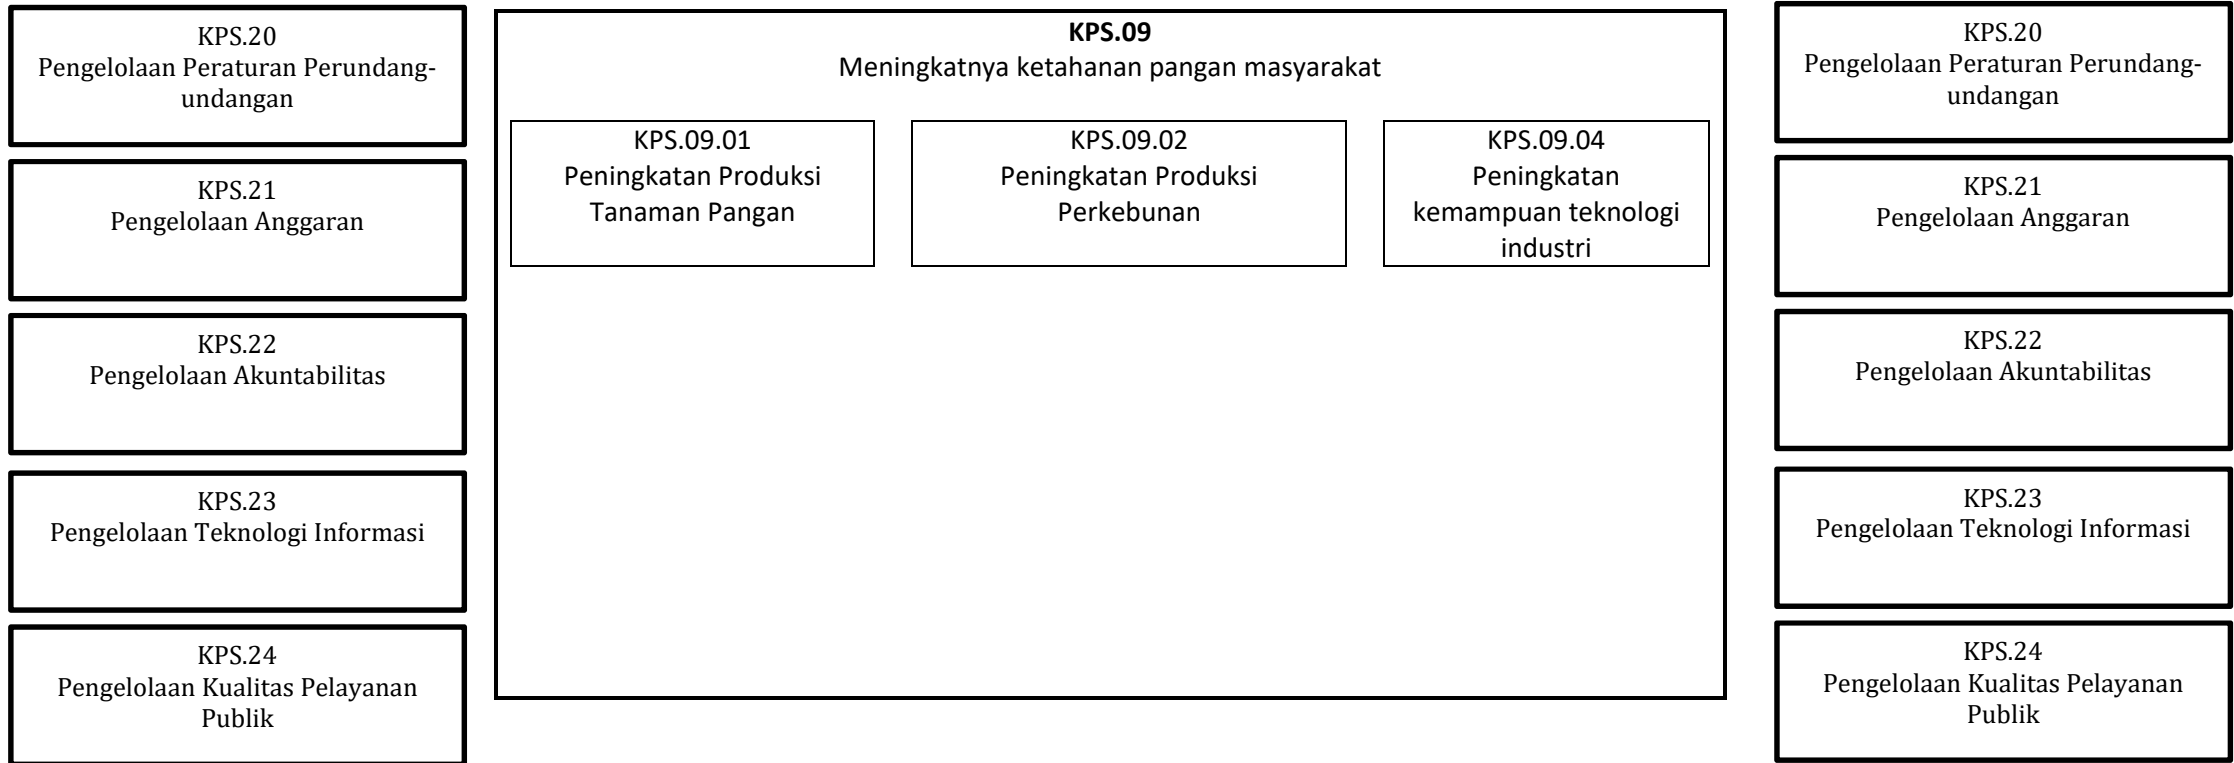 KPS.20
Pengelolaan Peraturan Perundang-
undangan
KPS.21
Pengelolaan Anggaran
KPS.22
Pengelolaan Akuntabilitas
KPS.23
Pengelolaan Teknologi Informasi
KPS.24
Pengelolaan Kualitas Pelayanan
Publik
KPS.09
Meningkatnya ketahanan pangan masyarakat
KPS.09.01
Peningkatan Produksi
Tanaman Pangan
KPS.09.02
Peningkatan Produksi
Perkebunan
KPS.09.04
Peningkatan
kemampuan teknologi
industri
KPS.20
Pengelolaan Peraturan Perundang-
undangan
KPS.21
Pengelolaan Anggaran
KPS.22
Pengelolaan Akuntabilitas
KPS.23
Pengelolaan Teknologi Informasi
KPS.24
Pengelolaan Kualitas Pelayanan
Publik